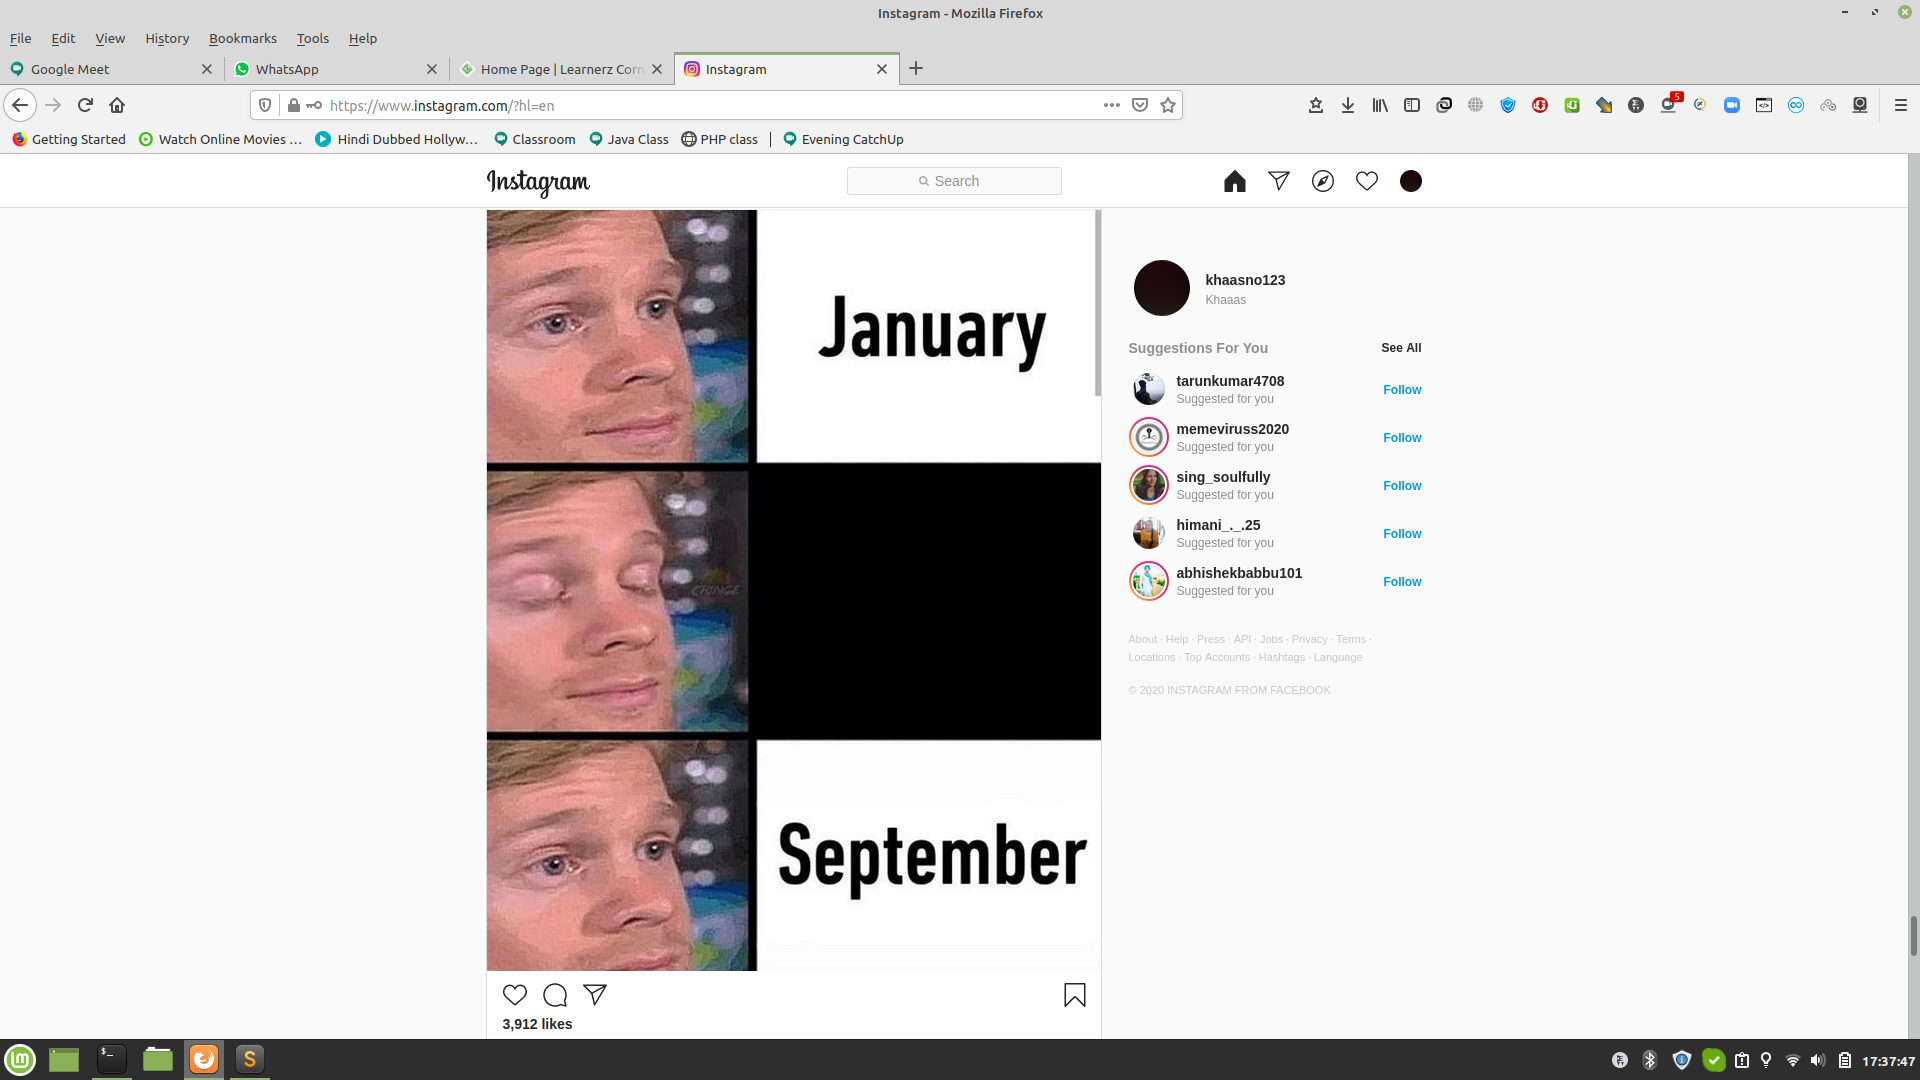 Instagram - Mozilla Firefox
File Edit View History Bookmarks Tools Help
Google Meet WhatsApp Home Page | Learnerz Corn Instagram
https://www.instagram.com/?hl=en
5
Getting Started Watch Online Movies ... Hindi Dubbed Hollyw... Classroom Java Class PHP class Evening CatchUp
Instagram Search
January
CRINGE
September
3,912 likes
khaasno123
Khaaas
Suggestions For You See All
tarunkumar4708
Suggested for you Follow
memeviruss2020
Suggested for you Follow
sing_soulfully
Suggested for you Follow
himani_._.25
Suggested for you Follow
abhishekbabbu101
Suggested for you Follow
About · Help · Press · API · Jobs · Privacy · Terms ·
Locations · Top Accounts · Hashtags · Language
© 2020 INSTAGRAM FROM FACEBOOK
17:37:47